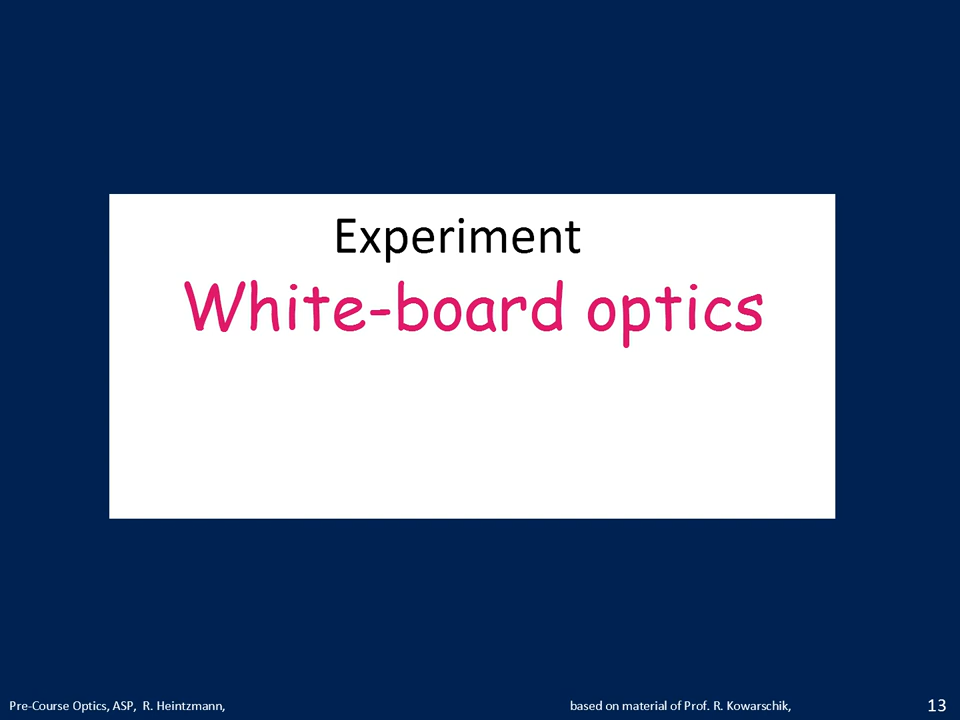 Experiment
White-board optics
Pre-Course Optics, ASP, R. Heintzmann,
based on material of Prof. R. Kowarschik,
13